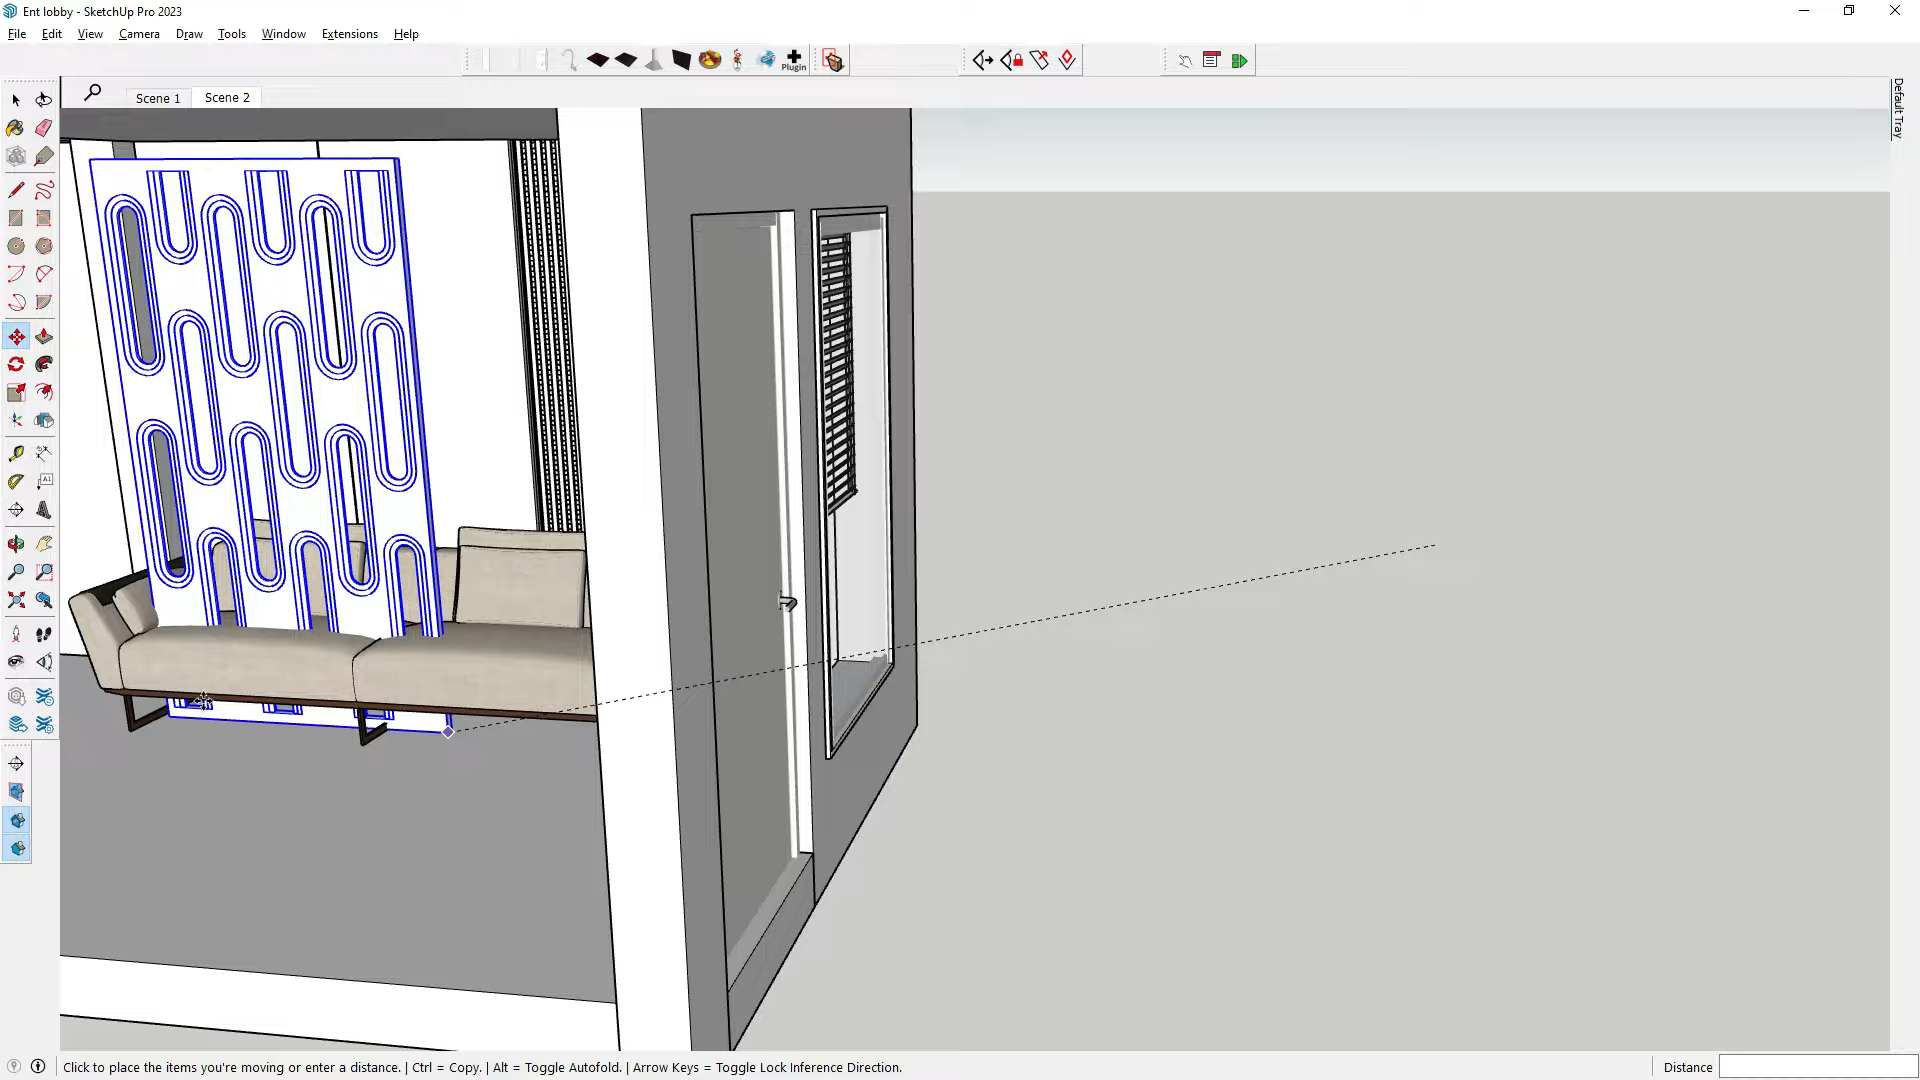 Ent lobby - SketchUp Pro 2023
File Edit View Camera Draw Tools Window Extensions Help
Plugin
Scene 1 Scene 2
Default Tray
A1
Click to place the items you're moving or enter a distance. | Ctrl = Copy. | Alt = Toggle Autofold. | Arrow Keys = Toggle Lock Inference Direction.
Distance